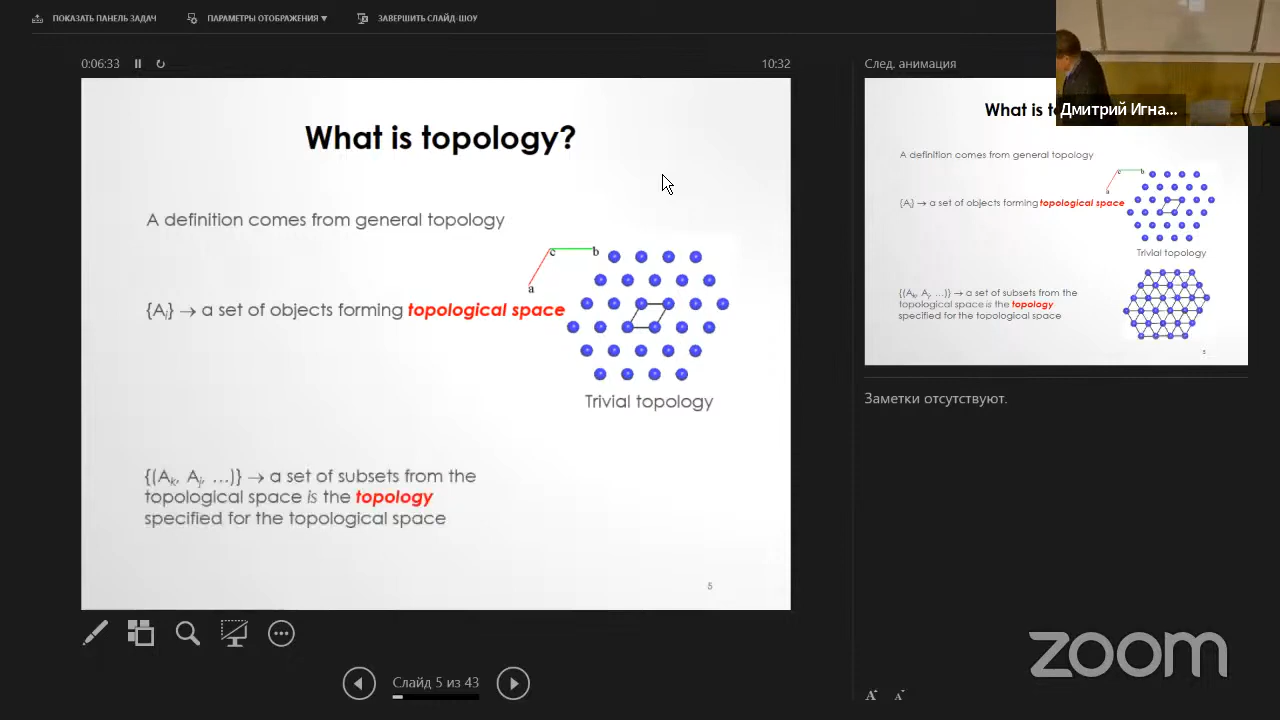 ПОКАЗАТЬ ПАНЕЛЬ ЗАДАЧ
ПАРАМЕТРЫ ОТОБРАЖЕНИЯ ▼
ЗАВЕРШИТЬ СЛАЙД-ШОУ
0:06:33
10:32
What is topology?
A definition comes from general topology
{Ai} → a set of objects forming topological space
c
b
a
Trivial topology
{(Ak, Aj, …)} → a set of subsets from the
topological space is the topology
specified for the topological space
5
Слайд 5 из 43
След. анимация
Дмитрий Игна...
What is t
A definition comes from general topology
{Ai} → a set of objects forming topological space
c
b
a
Trivial topology
{(Ak, Aj, …)} → a set of subsets from the
topological space is the topology
specified for the topological space
5
Заметки отсутствуют.
zoom
A
A